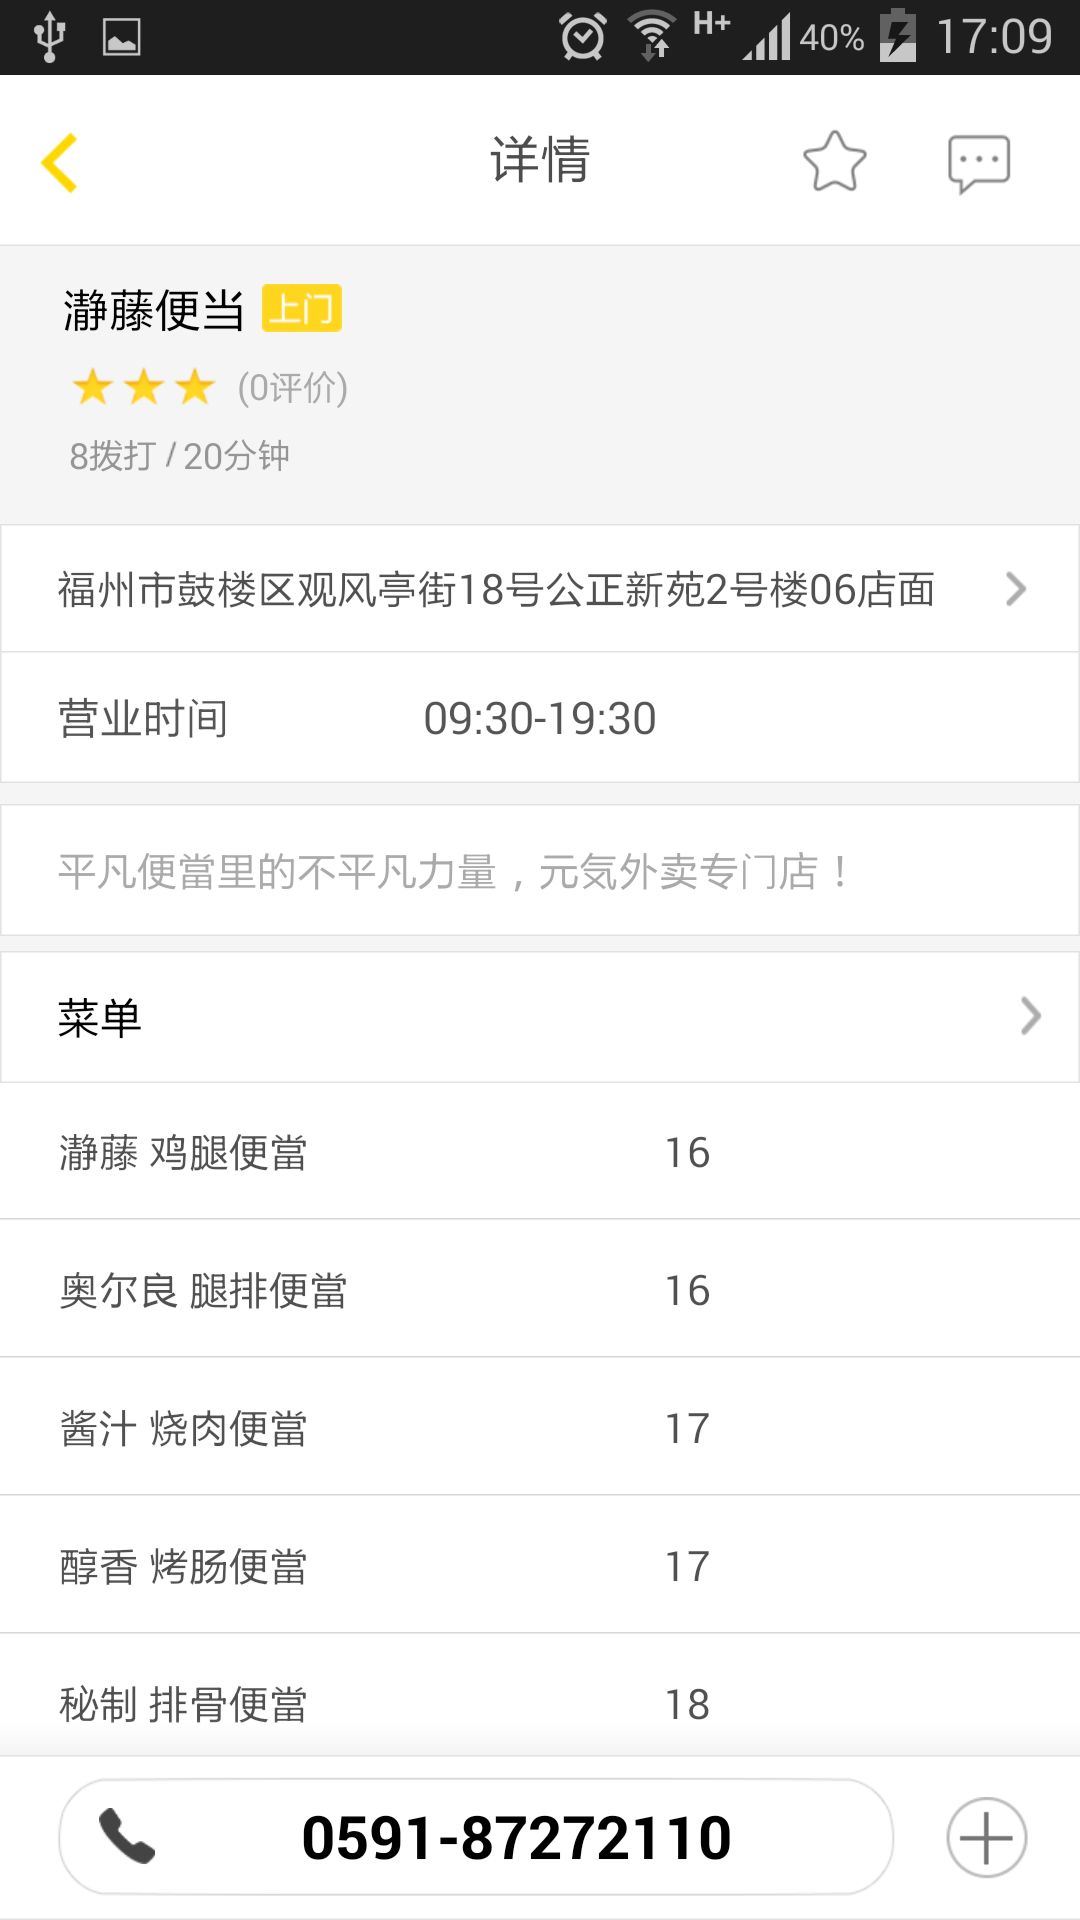 H+ 40% 17:09
详情
瀞藤便当 上门
(0评价)
8拨打 / 20分钟
福州市鼓楼区观风亭街18号公正新苑2号楼06店面
营业时间 09:30-19:30
平凡便當里的不平凡力量，元気外卖专门店！
菜单
瀞藤 鸡腿便當 16
奥尔良 腿排便當 16
酱汁 烧肉便當 17
醇香 烤肠便當 17
秘制 排骨便當 18
0591-87272110